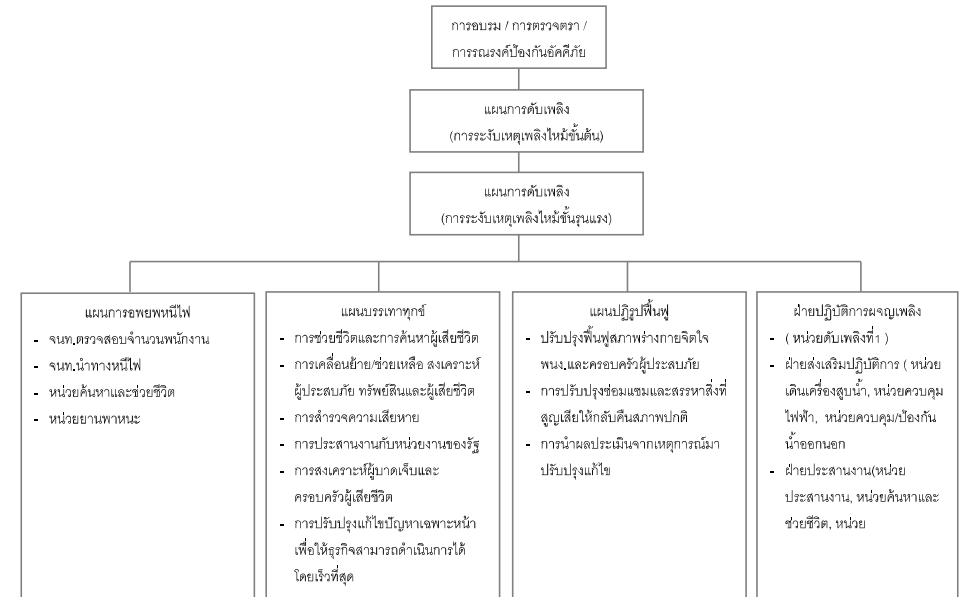 การอบรม / การตรวจตรา /
การรณรงค์ป้องกันอัคคีภัย
แผนการดับเพลิง
(การระงับเหตุเพลิงไหม้ขั้นต้น)
แผนการดับเพลิง
(การระงับเหตุเพลิงไหม้ขั้นรุนแรง)
แผนการอพยพหนีไฟ
- จนท.ตรวจสอบจำนวนพนักงาน
- จนท.นำทางหนีไฟ
- หน่วยค้นหาและช่วยชีวิต
- หน่วยยานพาหนะ
แผนบรรเทาทุกข์
- การช่วยชีวิตและการค้นหาผู้เสียชีวิต
- การเคลื่อนย้าย/ช่วยเหลือ สงเคราะห์
ผู้ประสบภัย ทรัพย์สินและผู้เสียชีวิต
- การสำรวจความเสียหาย
- การประสานงานกับหน่วยงานของรัฐ
- การสงเคราะห์ผู้บาดเจ็บและ
ครอบครัวผู้เสียชีวิต
- การปรับปรุงแก้ไขปัญหาเฉพาะหน้า
เพื่อให้ธุรกิจสามารถดำเนินการได้
โดยเร็วที่สุด
แผนปฏิรูปฟื้นฟู
- ปรับปรุงฟื้นฟูสภาพร่างกายจิตใจ
พนง.และครอบครัวผู้ประสบภัย
- การปรับปรุงซ่อมแซมและสรรหาสิ่งที่
สูญเสียให้กลับคืนสภาพปกติ
- การนำผลประเมินจากเหตุการณ์มา
ปรับปรุงแก้ไข
ฝ่ายปฏิบัติการผจญเพลิง
( หน่วยดับเพลิงที่1 )
- ฝ่ายส่งเสริมปฏิบัติการ ( หน่วย
เดินเครื่องสูบน้ำ, หน่วยควบคุม
ไฟฟ้า, หน่วยควบคุม/ป้องกัน
น้ำออกนอก
- ฝ่ายประสานงาน(หน่วย
ประสานงาน, หน่วยค้นหาและ
ช่วยชีวิต, หน่วย